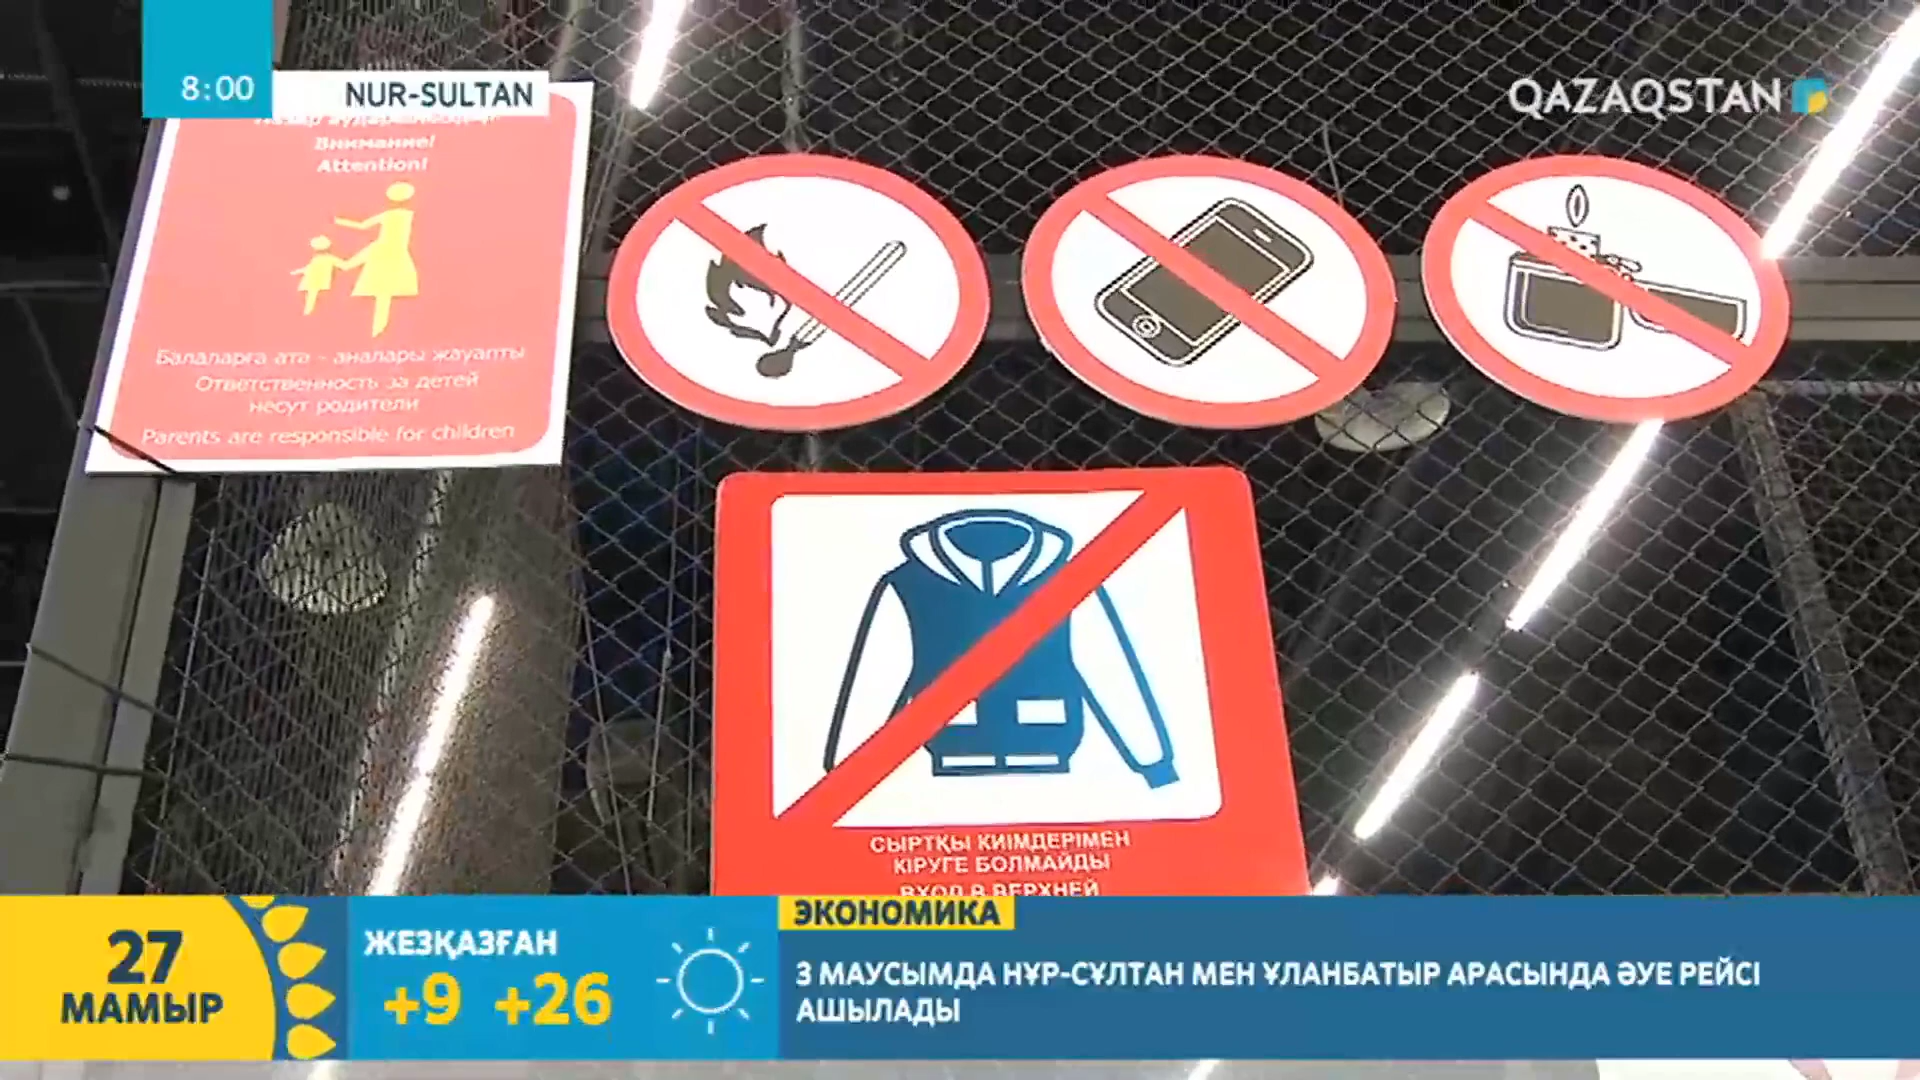 8:00
NUR-SULTAN
QAZAQSTAN
Внимание!
Attention!
Балаларға ата - аналары жауапты
Ответственность за детей
несут родители
Parents are responsible for children
СЫРТҚЫ КИІМДЕРІМЕН
КІРУГЕ БОЛМАЙДЫ
ВХОД В ВЕРХНЕЙ
27
МАМЫР
ЖЕЗҚАЗҒАН
+9 +26
ЭКОНОМИКА
3 МАУСЫМДА НҰР-СҰЛТАН МЕН ҰЛАНБАТЫР АРАСЫНДА ӘУЕ РЕЙСІ
АШЫЛАДЫ